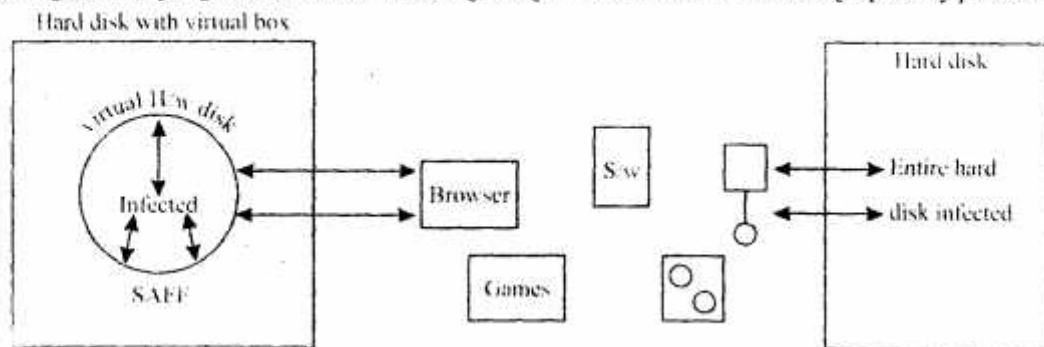 Hard disk with virtual box
Hard disk
Virtual H/w disk
S/w
Entire hard
Browser
Infected
disk infected
SAFE
Games